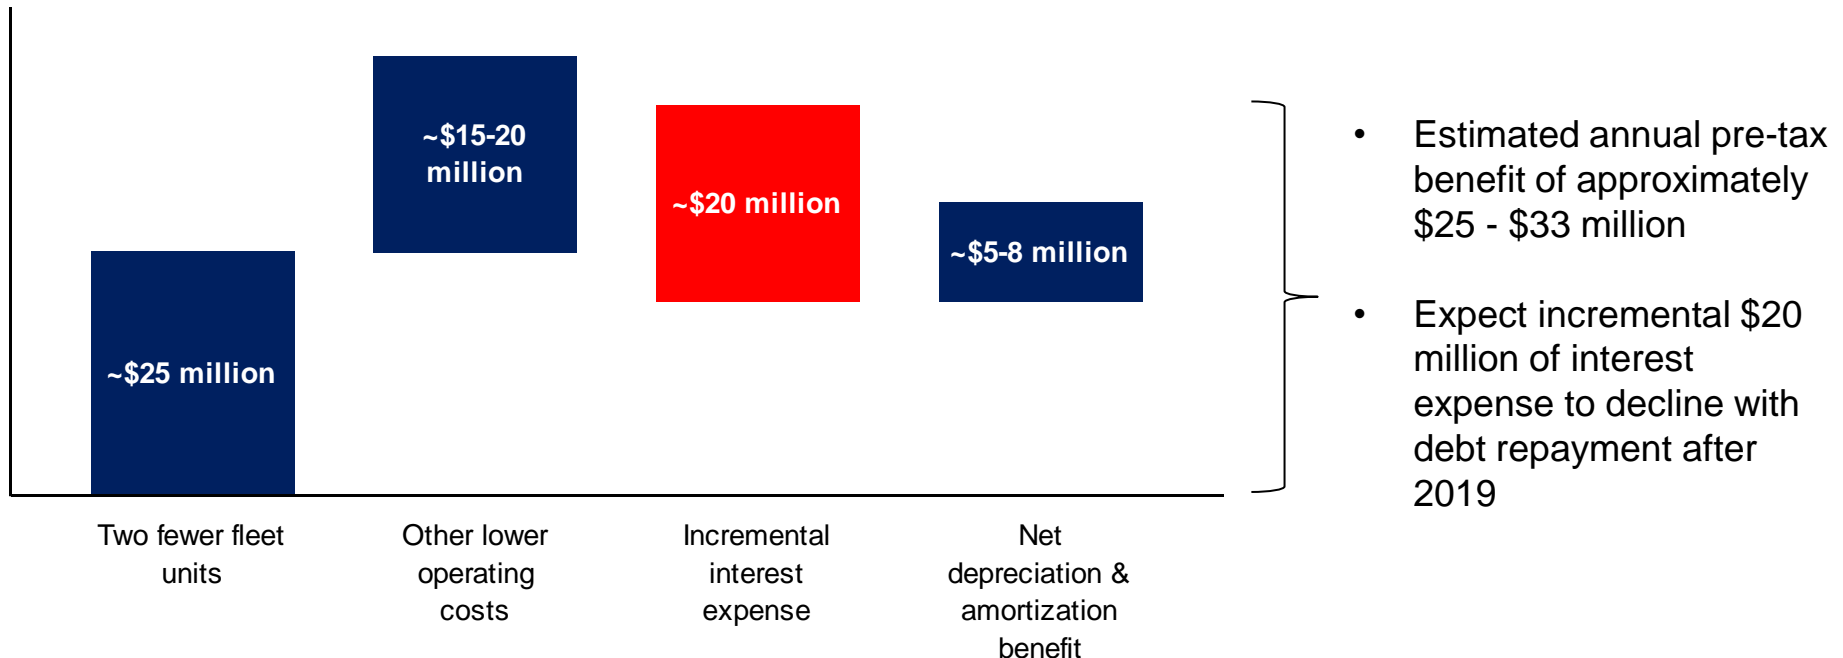 ~$15-20
million
~$20 million
~$5-8 million
~$25 million
Two fewer fleet
units
Other lower
operating
costs
Incremental
interest
expense
Net
depreciation &
amortization
benefit
• Estimated annual pre-tax
benefit of approximately
$25 - $33 million
• Expect incremental $20
million of interest
expense to decline with
debt repayment after
2019